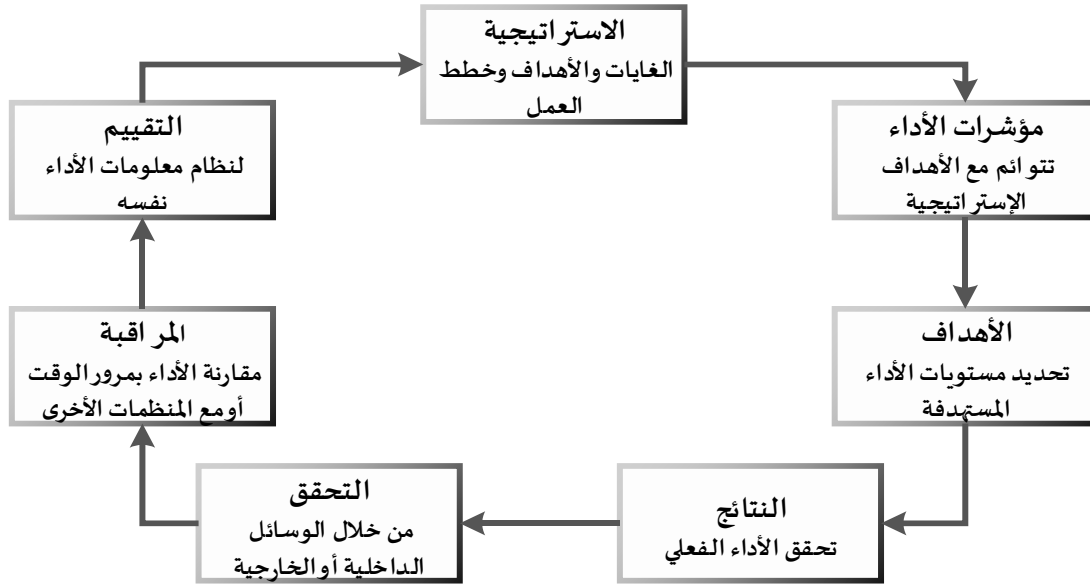 الاستراتيجية
الغايات والأهداف وخطط
العمل
مؤشرات الأداء
تتوائم مع الأهداف
الإستراتيجية
الأهداف
تحديد مستويات الأداء
المستهدفة
النتائج
تحقق الأداء الفعلي
التحقق
من خلال الوسائل
الداخلية أو الخارجية
المراقبة
مقارنة الأداء بمرور الوقت
أو مع المنظمات الأخرى
التقييم
لنظام معلومات الأداء
نفسه